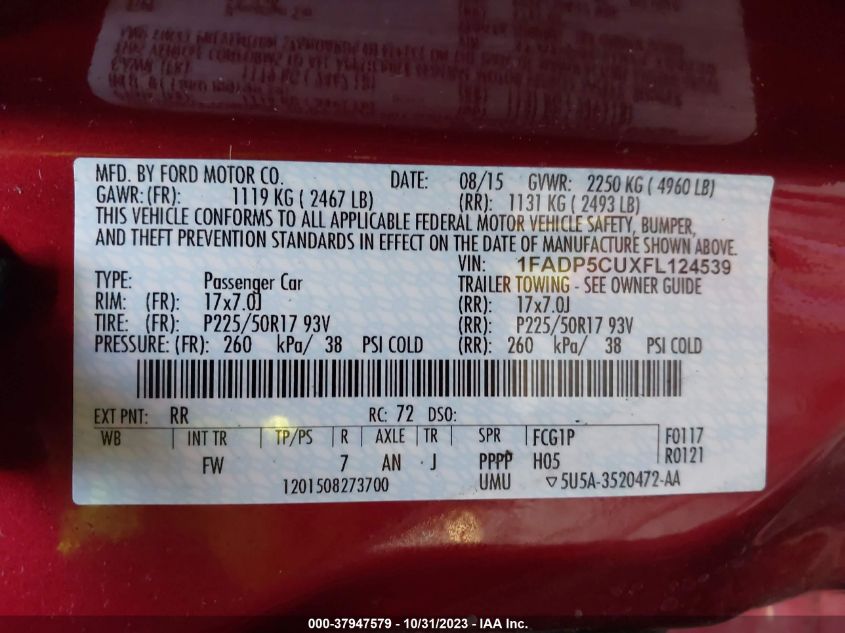 MFD. BY FORD MOTOR CO. DATE: 08/15 GVWR: 2250 KG ( 4960 LB)
GAWR: (FR): 1119 KG ( 2467 LB) (RR): 1131 KG ( 2493 LB)
THIS VEHICLE CONFORMS TO ALL APPLICABLE FEDERAL MOTOR VEHICLE SAFETY, BUMPER,
AND THEFT PREVENTION STANDARDS IN EFFECT ON THE DATE OF MANUFACTURE SHOWN ABOVE.
VIN: 1FADP5CUXFL124539
TYPE: Passenger Car TRAILER TOWING - SEE OWNER GUIDE
RIM: (FR): 17x7.0J (RR): 17x7.0J
TIRE: (FR): P225/50R17 93V (RR): P225/50R17 93V
PRESSURE: (FR): 260 kPa/ 38 PSI COLD (RR): 260 kPa/ 38 PSI COLD
EXT PNT: RR RC: 72 DSO:
WB INT TR TP/PS R AXLE TR SPR FCG1P F0117
FW 7 AN J PPPP H05 R0121
1201508273700 UMU ▽5U5A-3520472-AA
000-37947579 - 10/31/2023 - IAA Inc.